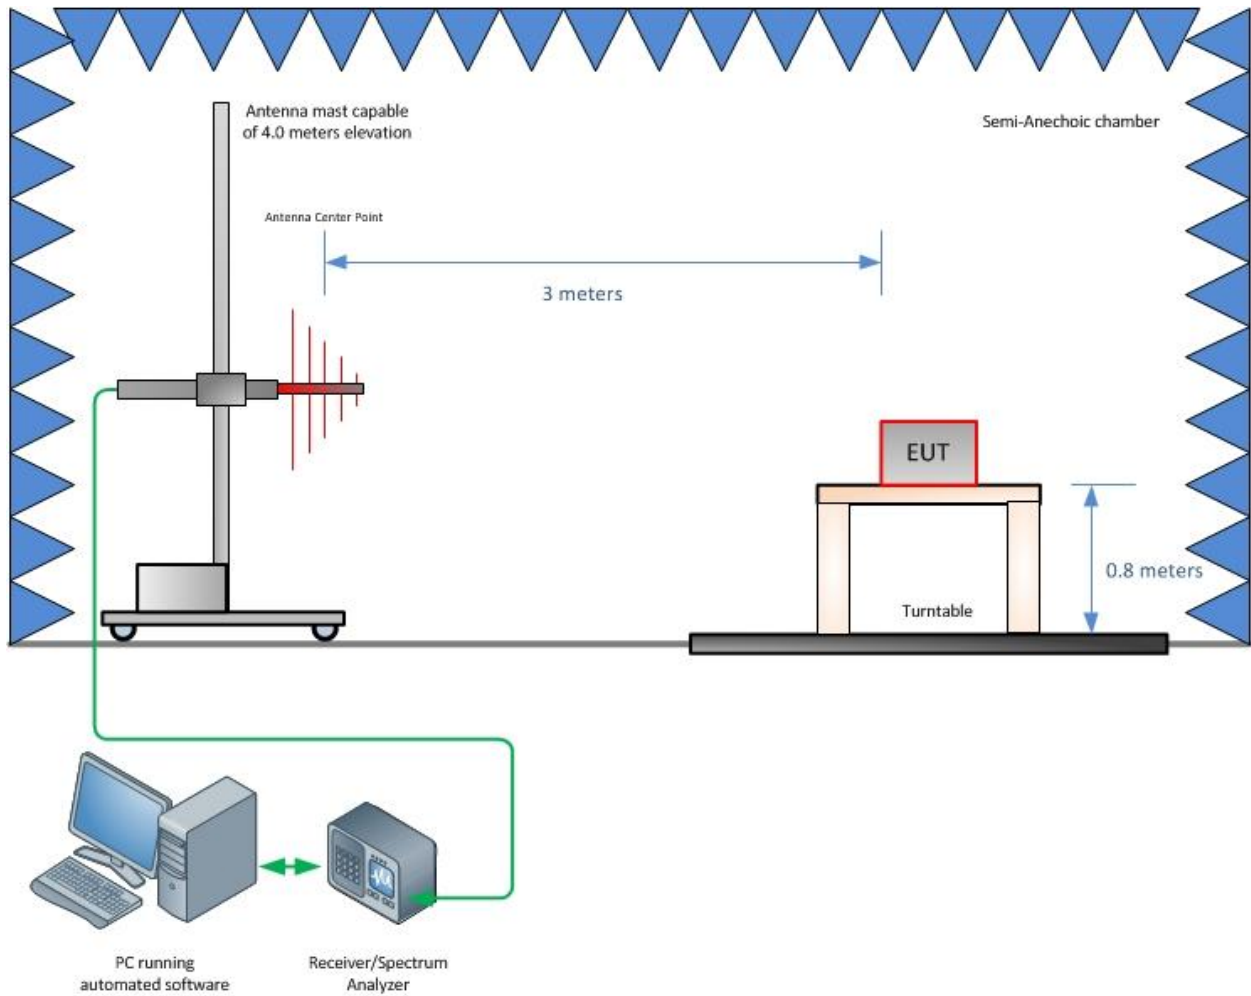 Antenna mast capable
of 4.0 meters elevation
Semi-Anechoic chamber
Antenna Center Point
3 meters
EUT
0.8 meters
Turntable
PC running
automated software
Receiver/Spectrum
Analyzer